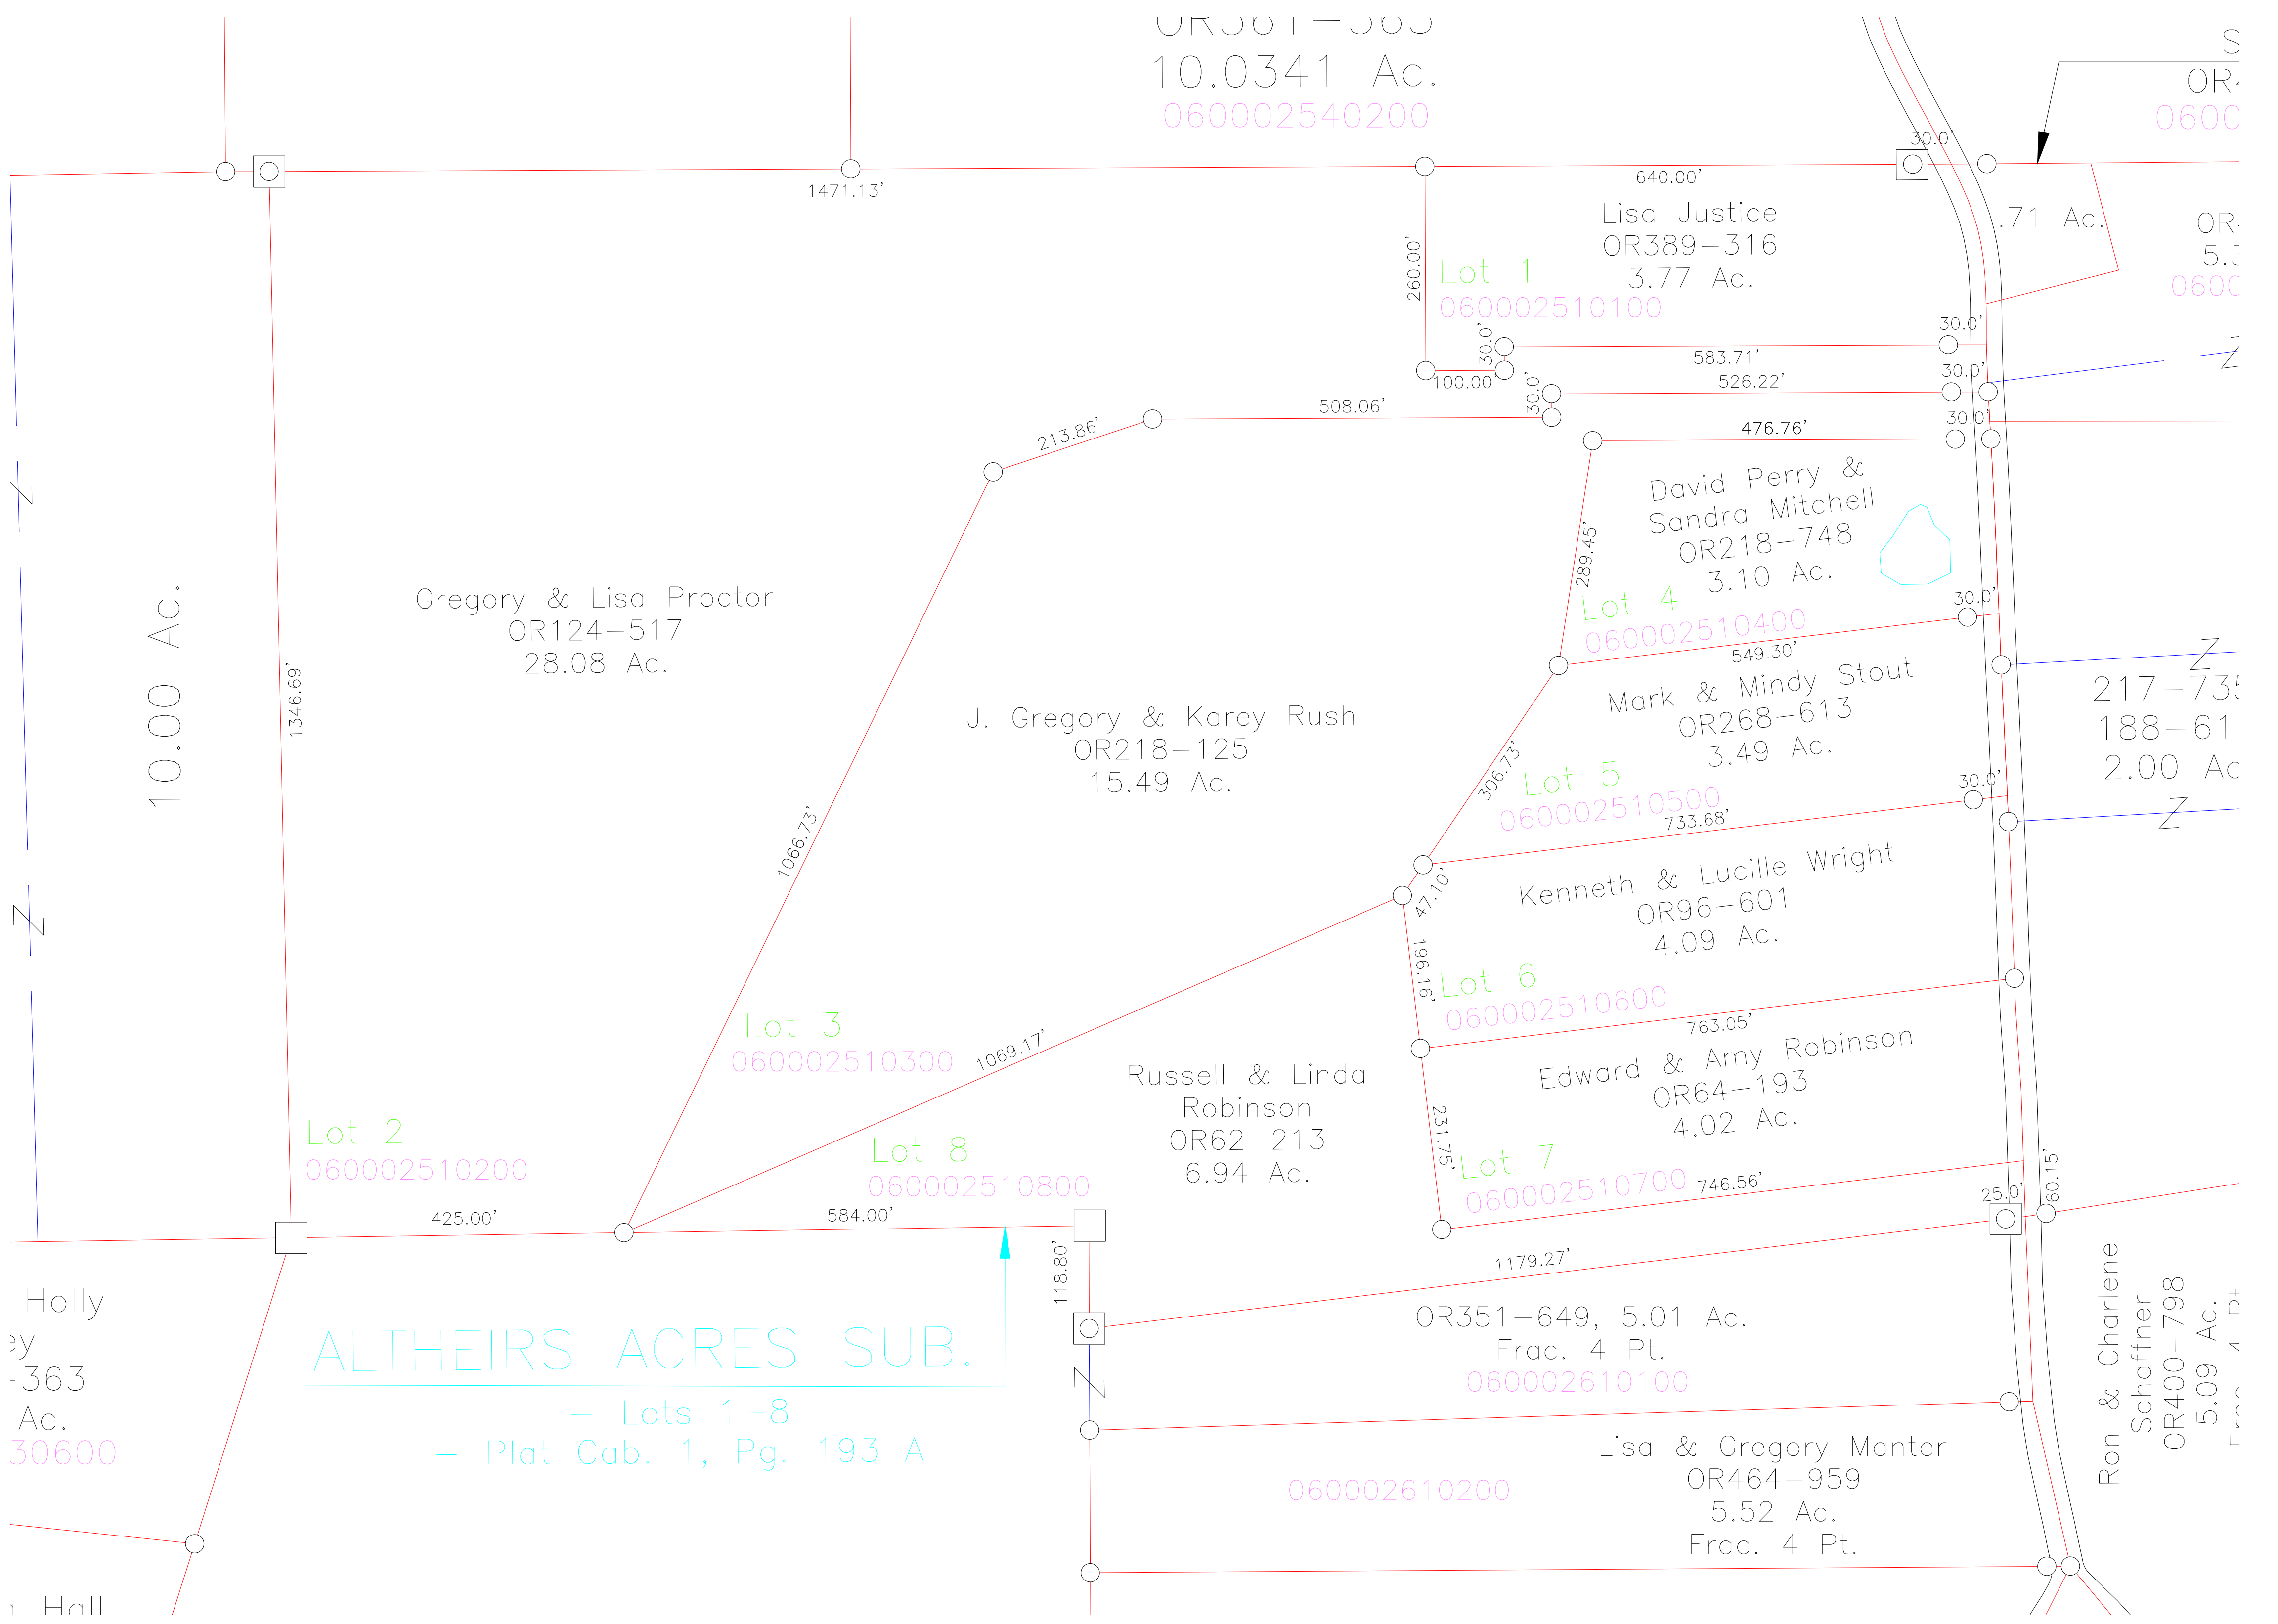 10.0341 Ac.
060002540200
30.0'
1471.13'
640.00'
Lisa Justice
OR389-316
3.77 Ac.
.71 Ac.
260.00'
Lot 1
060002510100
30.0'
30.0'
583.71'
100.00'
30.0'
526.22'
30.0'
508.06'
30.0'
476.76'
213.86'
David Perry &
Sandra Mitchell
OR218-748
3.10 Ac.
289.45'
Lot 4
060002510400
30.0'
549.30'
10.00 Ac.
1346.69'
Gregory & Lisa Proctor
OR124-517
28.08 Ac.
J. Gregory & Karey Rush
OR218-125
15.49 Ac.
Mark & Mindy Stout
OR268-613
3.49 Ac.
306.73'
Lot 5
060002510500
30.0'
733.68'
188-61
2.00 Ac
1066.73'
47.10'
Kenneth & Lucille Wright
OR96-601
4.09 Ac.
196.16'
Lot 6
060002510600
763.05'
Lot 3
060002510300
1069.17'
Russell & Linda
Robinson
OR62-213
6.94 Ac.
Edward & Amy Robinson
OR64-193
4.02 Ac.
231.75'
Lot 7
060002510700
746.56'
Lot 2
060002510200
Lot 8
060002510800
425.00'
584.00'
25.0'
60.15'
118.80'
1179.27'
Holly
-363
Ac.
30600
ALTHEIRS ACRES SUB.
- Lots 1-8
- Plat Cab. 1, Pg. 193 A
OR351-649, 5.01 Ac.
Frac. 4 Pt.
060002610100
Lisa & Gregory Manter
OR464-959
5.52 Ac.
Frac. 4 Pt.
060002610200
Ron & Charlene
Schaffner
OR400-798
5.09 Ac.
Hall